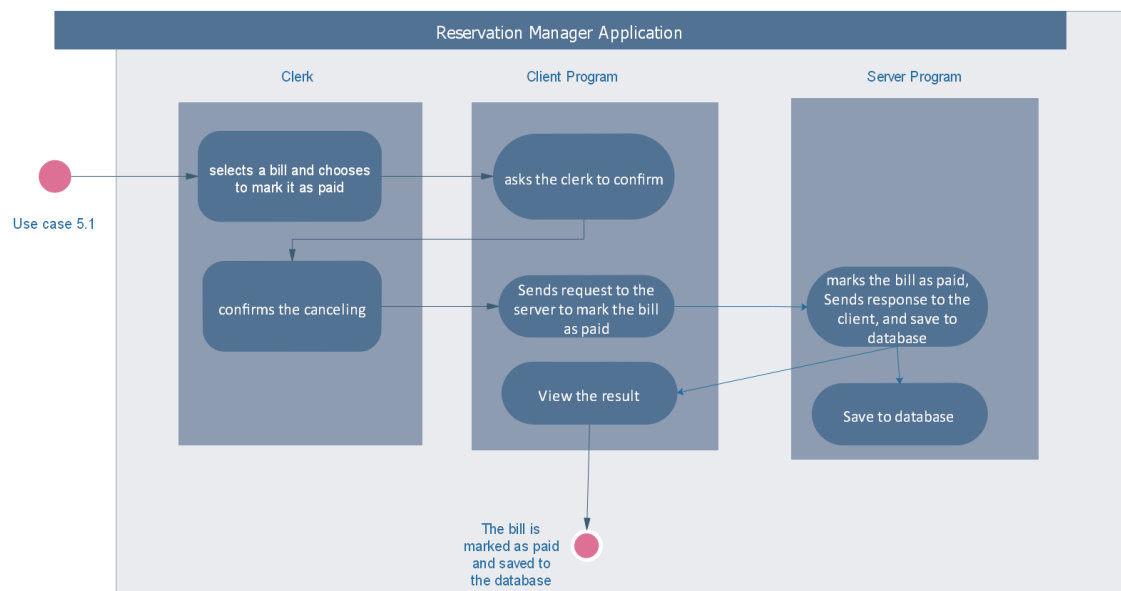 Reservation Manager Application
Clerk
Client Program
Server Program
selects a bill and chooses
to mark it as paid
asks the clerk to confirm
Use case 5.1
confirms the canceling
Sends request to the
server to mark the bill
as paid
marks the bill as paid,
Sends response to the
client, and save to
database
View the result
Save to database
The bill is
marked as paid
and saved to
the database